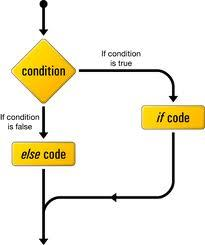 If condition
is true
condition
if code
If condition
is false
else code